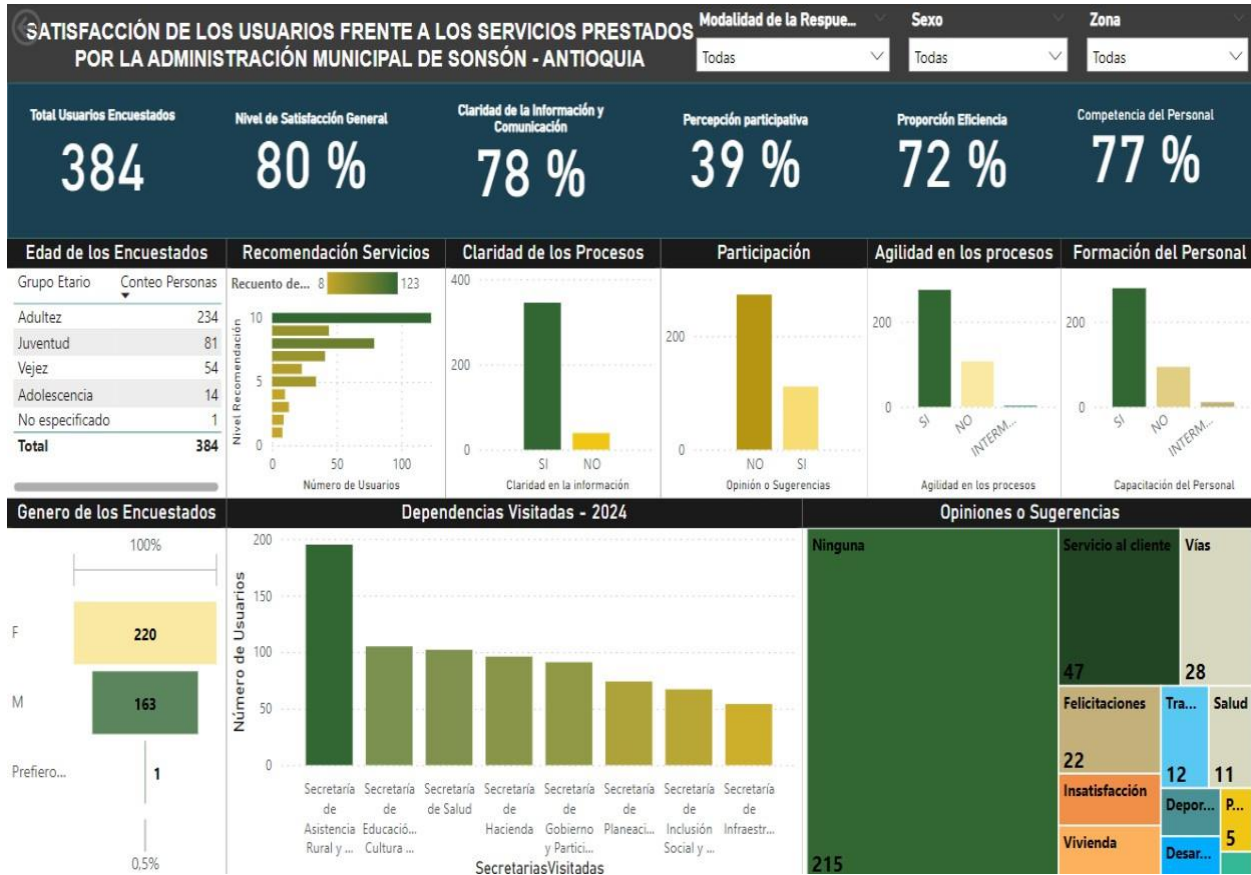 SATISFACCIÓN DE LOS USUARIOS FRENTE A LOS SERVICIOS PRESTADOS
POR LA ADMINISTRACIÓN MUNICIPAL DE SONSÓN - ANTIOQUIA
Modalidad de la Respue...
Todas
Sexo
Todas
Zona
Todas
Total Usuarios Encuestados
384
Nivel de Satisfacción General
80 %
Claridad de la Información y
Comunicación
78 %
Percepción participativa
39 %
Proporción Eficiencia
72 %
Competencia del Personal
77 %
Edad de los Encuestados
Grupo Etario Conteo Personas
Adultez 234
Juventud 81
Vejez 54
Adolescencia 14
No especificado 1
Total 384
Recomendación Servicios
Recuento de... 8 123
Nivel Recomendación
10
5
0
0 50 100
Número de Usuarios
Claridad de los Procesos
400
200
0
SI NO
Claridad en la información
Participación
200
0
NO SI
Opinión o Sugerencias
Agilidad en los procesos
200
0
SI NO INTERM...
Agilidad en los procesos
Formación del Personal
200
0
SI NO INTERM...
Capacitación del Personal
Genero de los Encuestados
100%
F 220
M 163
Prefiero... 1
0,5%
Dependencias Visitadas - 2024
Número de Usuarios
200
150
100
50
0
Secretaría de Asistencia Rural y ...
Secretaría de Educació... Cultura ...
Secretaría de Salud
Secretaría de Hacienda
Secretaría de Gobierno y Partici...
Secretaría de Planeaci...
Secretaría de Inclusión Social y ...
Secretaría de Infraestr...
SecretariasVisitadas
Opiniones o Sugerencias
Ninguna
215
Servicio al cliente
47
Vías
28
Felicitaciones
22
Tra...
12
Salud
11
Insatisfacción
Depor...
P...
5
Vivienda
Desar...